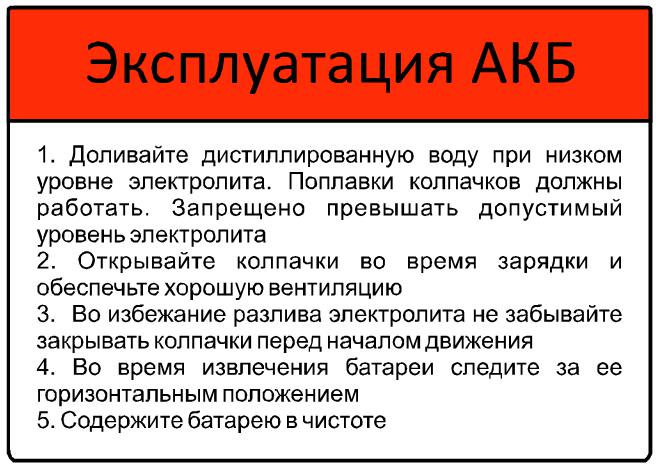 Эксплуатация АКБ
1. Доливайте дистиллированную воду при низком
уровне электролита. Поплавки колпачков должны
работать. Запрещено превышать допустимый
уровень электролита
2. Открывайте колпачки во время зарядки и
обеспечьте хорошую вентиляцию
3. Во избежание разлива электролита не забывайте
закрывать колпачки перед началом движения
4. Во время извлечения батареи следите за ее
горизонтальным положением
5. Содержите батарею в чистоте